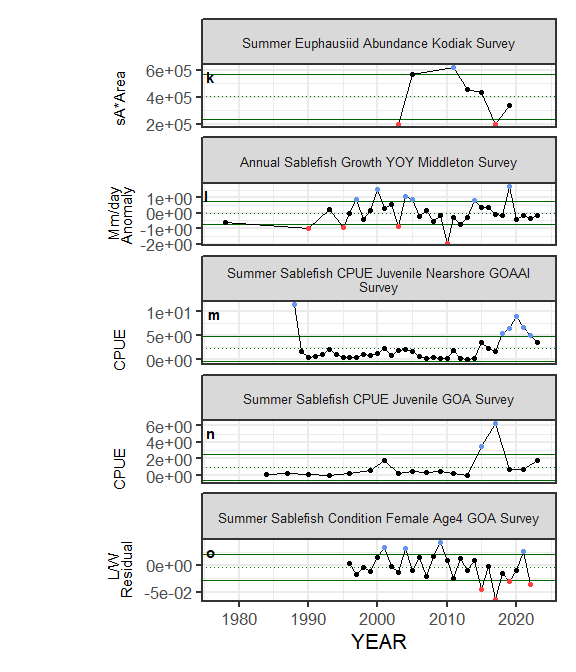 Summer Euphausiid Abundance Kodiak Survey
k
6e+05
4e+05
2e+05
sA*Area
Annual Sablefish Growth YOY Middleton Survey
l
1e+00
0e+00
-1e+00
-2e+00
Mm/day
Anomaly
Summer Sablefish CPUE Juvenile Nearshore GOAAI
Survey
m
1e+01
5e+00
0e+00
CPUE
Summer Sablefish CPUE Juvenile GOA Survey
n
6e+00
4e+00
2e+00
0e+00
CPUE
Summer Sablefish Condition Female Age4 GOA Survey
o
0e+00
-5e-02
L/W
Residual
1980 1990 2000 2010 2020
YEAR